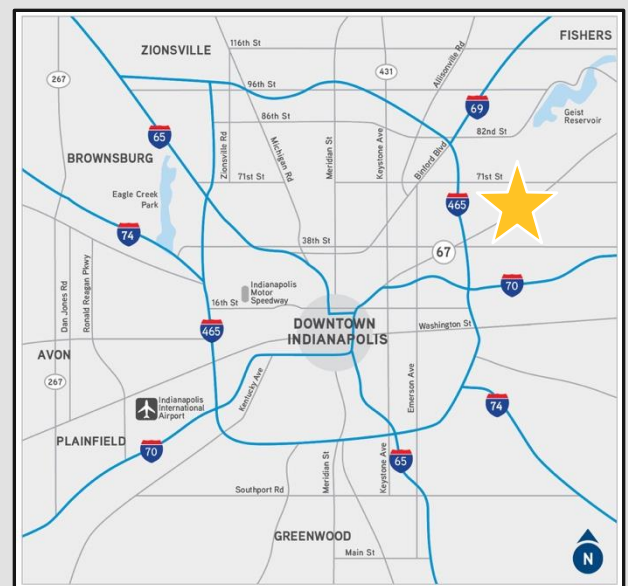 FISHERS
116th St
ZIONSVILLE
Allisonville Rd
431
267
96th St
69
Geist
Reservoir
86th St
65
82nd St
Zionsville Rd
Michigan Rd
Meridian St
Keystone Ave
Binford Blvd
BROWNSBURG
71st St
71st St
Eagle Creek
Park
465
74
38th St
67
70
Dan Jones Rd
Ronald Reagan Pkwy
Indianapolis
Motor
Speedway
16th St
465
DOWNTOWN
INDIANAPOLIS
Washington St
AVON
267
Kentucky Ave
Emerson Ave
Indianapolis
International
Airport
74
PLAINFIELD
70
Meridian St
Keystone Ave
65
Southport Rd
GREENWOOD
Main St
N